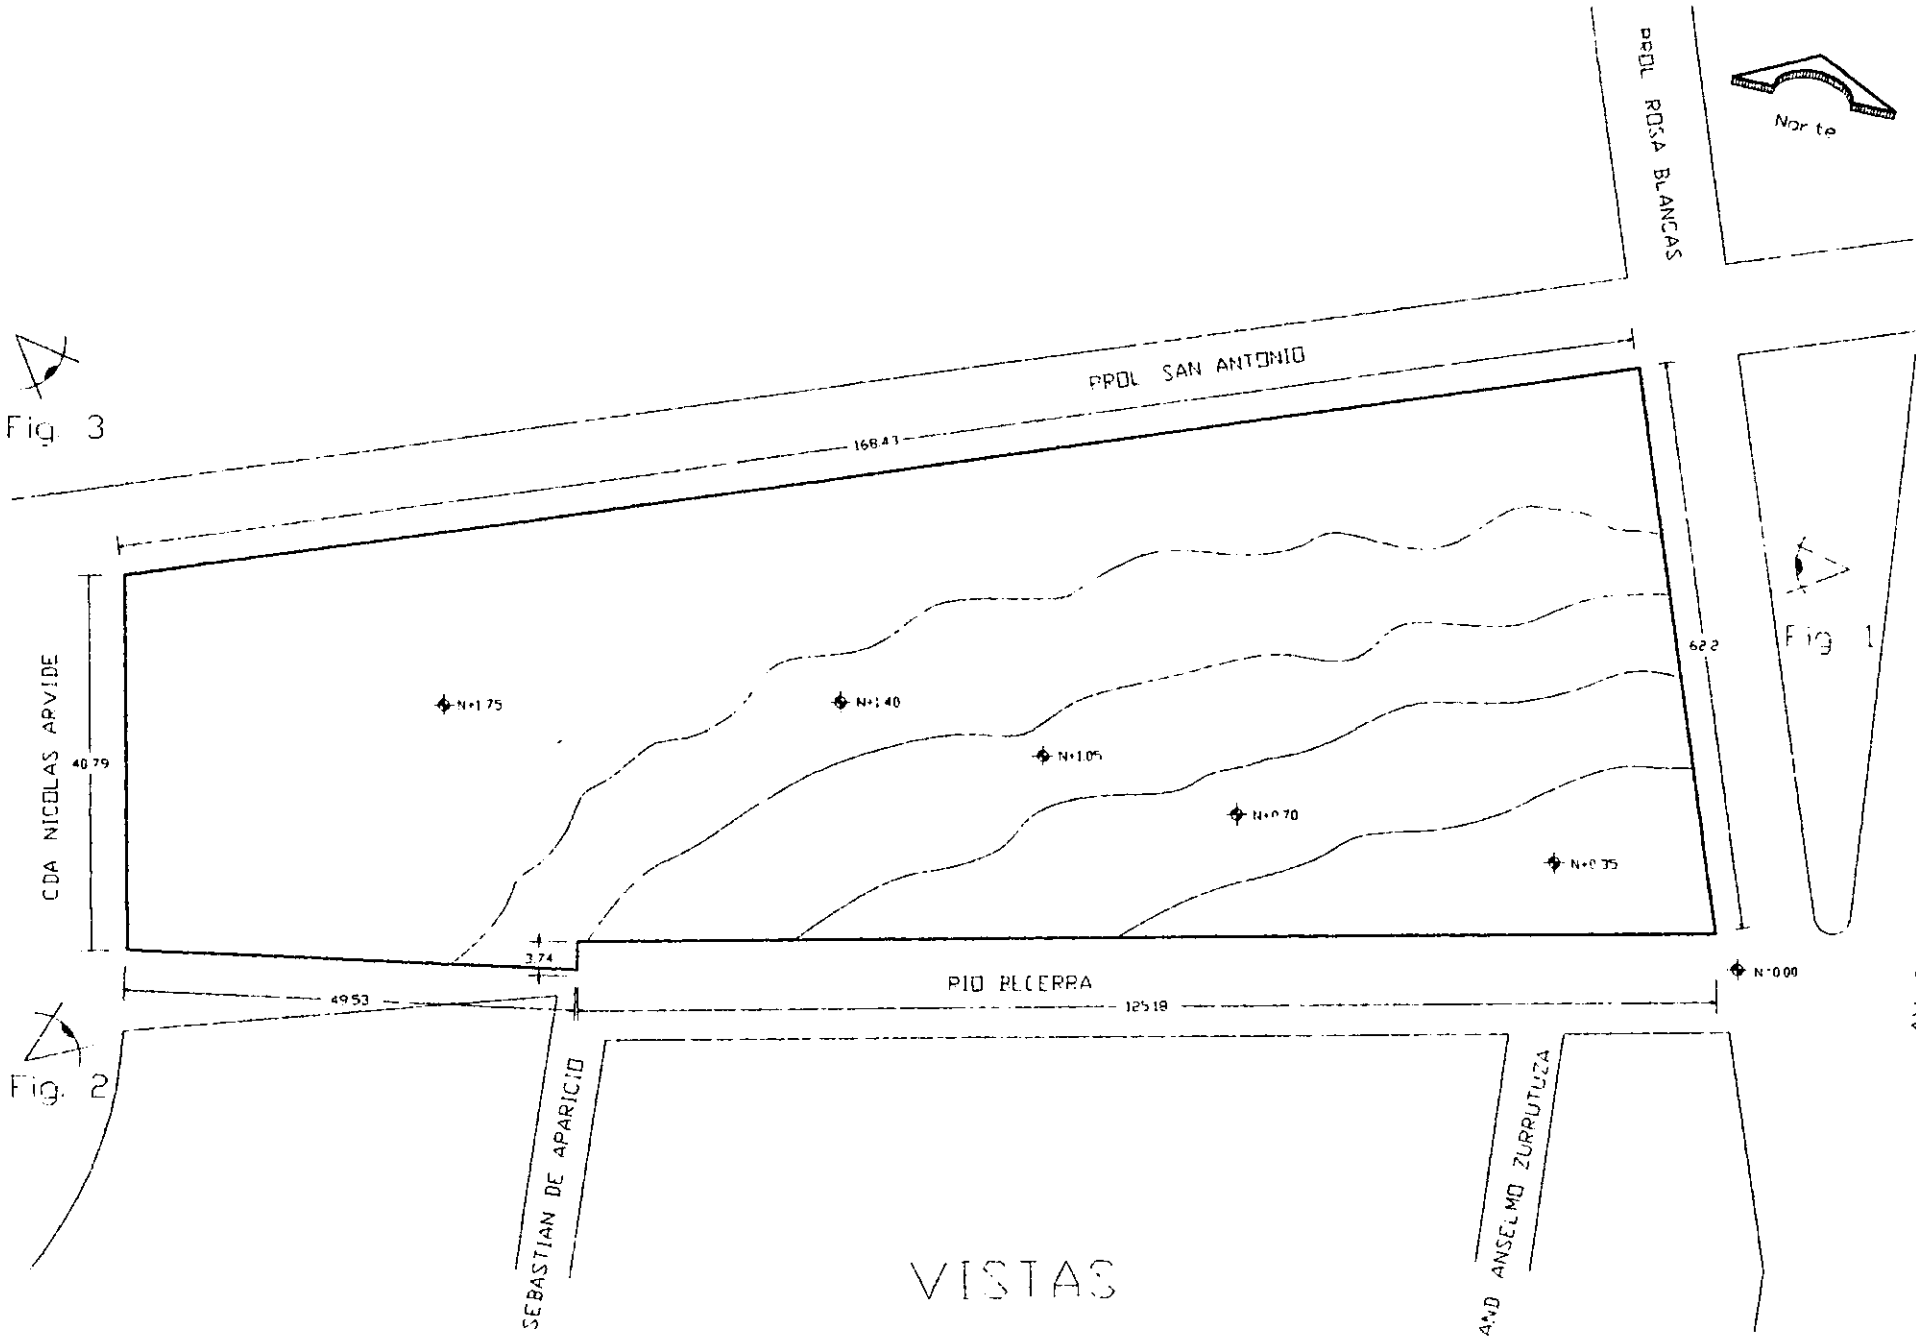 PROL ROSA BLANCAS
Norte
PROL SAN ANTONIO
168.43
Fig. 3
CDA NICOLAS ARVIDE
40.79
62.2
Fig. 1
N+1.75
N+1.40
N+1.05
N+0.70
N+0.35
3.74
49.53
RIO BECERRA
125.18
N+0.00
Fig. 2
SEBASTIAN DE APARICIO
AND ANSELMO ZURRUTUZA
VISTAS